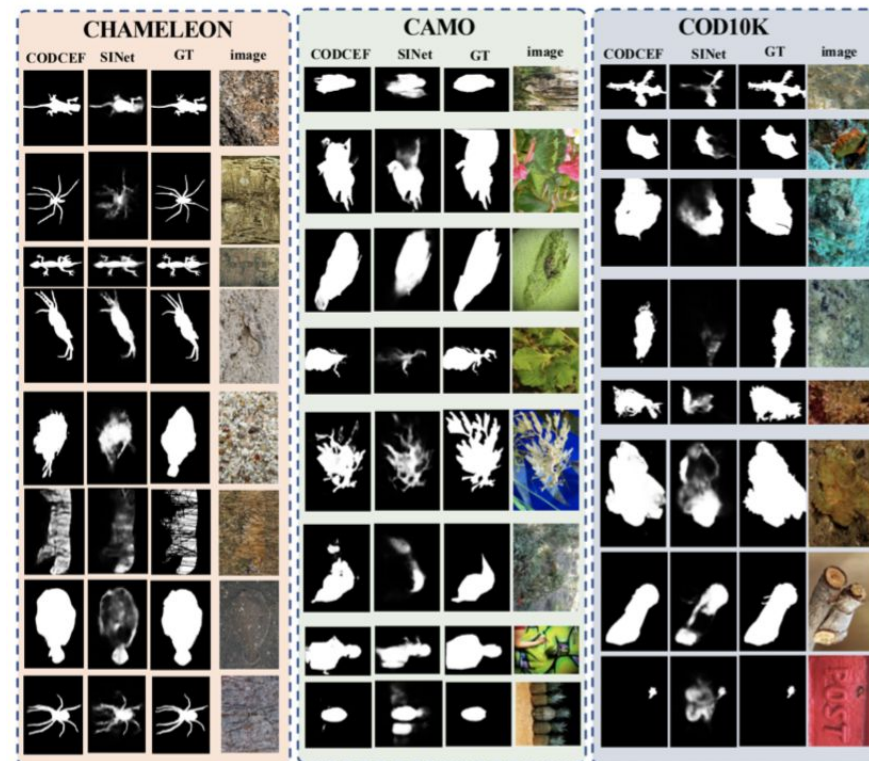 CHAMELEON
CODCEF SINet GT image
CAMO
CODCEF SINet GT image
COD10K
CODCEF SINet GT image
POST